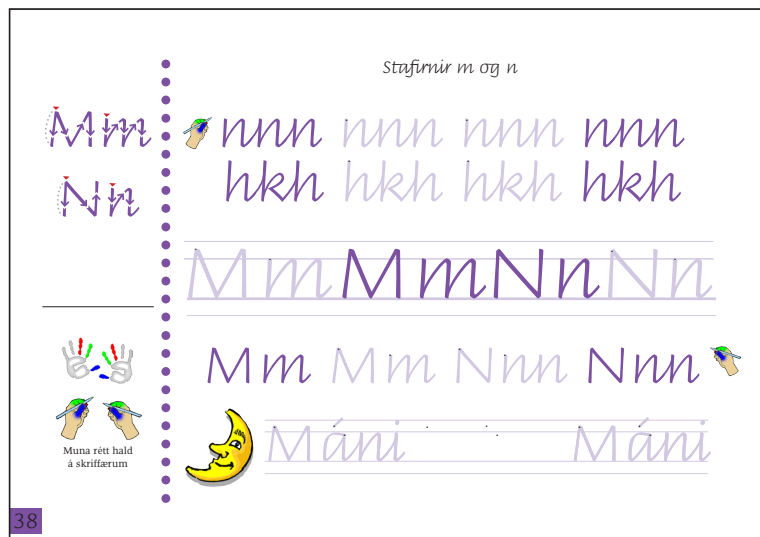 Stafirnir m og n
Mm
Nn
nnn nnn nnn nnn
hkh hkh hkh hkh
Mm Mm Nn Nn
Mm Mm Nnn Nnn
Máni Máni
Muna rétt hald
á skriffærum
38